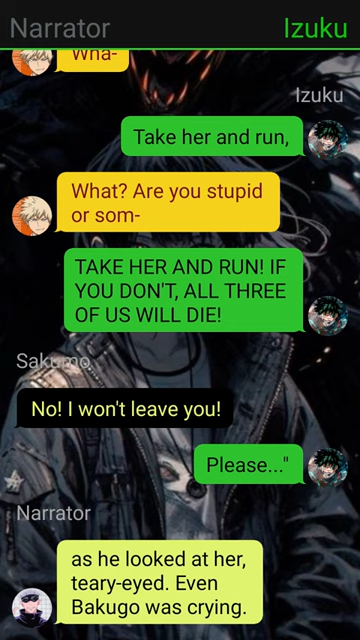 Narrator Izuku
Wha-
Izuku
Take her and run,
What? Are you stupid
or som-
TAKE HER AND RUN! IF
YOU DON'T, ALL THREE
OF US WILL DIE!
Sakumo
No! I won't leave you!
Please..."
Narrator
as he looked at her,
teary-eyed. Even
Bakugo was crying.